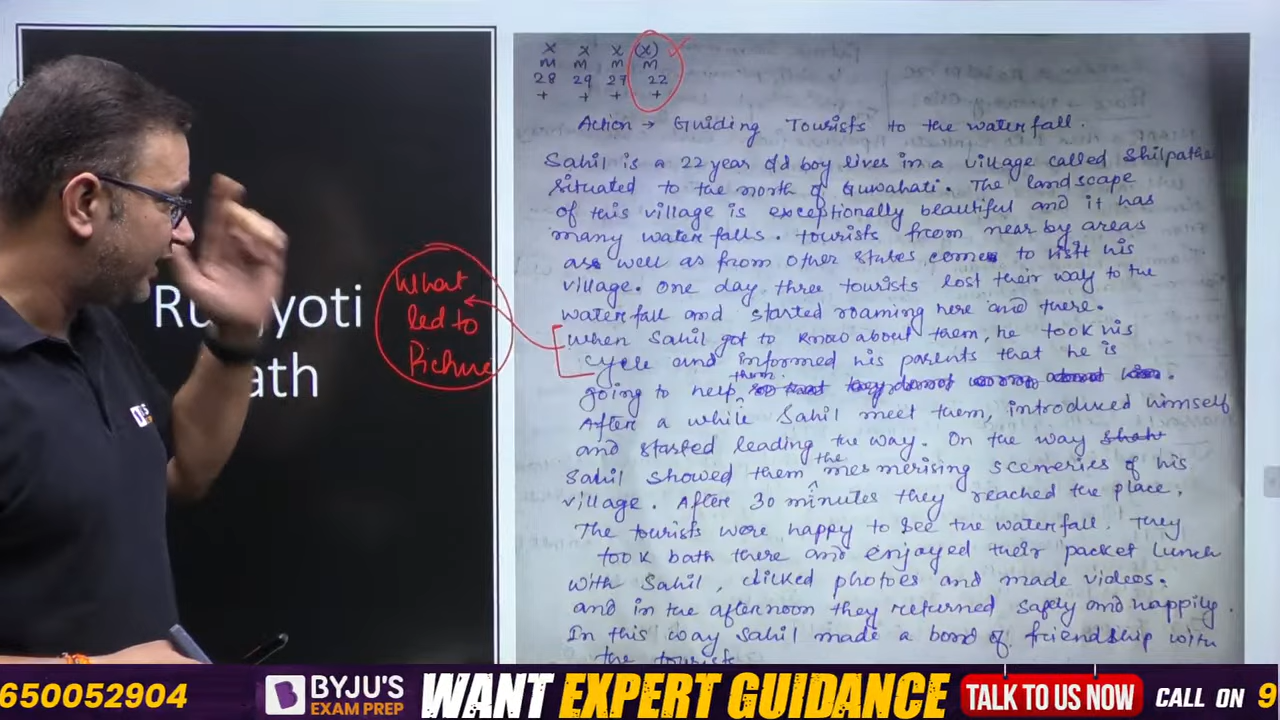 x x x (x)
M M M M
28 29 27 22
+ + + +
Action → Guiding Tourists to the waterfall.
Sahil is a 22 year old boy lives in a village called Shilpathe
situated to the north of Guwahati. The landscape
of this village is exceptionally beautiful and it has
many water falls. Tourists from near by areas
as well as from other states comes to visit his
village. One day three tourists lost their way to the
waterfall and started roaming here and there.
When Sahil got to know about them, he took his
cycle and informed his parents that he is
going to help them.
After a while Sahil meet them, introduced himself
and started leading the way. On the way
Sahil showed them the mesmerising sceneries of his
village. After 30 minutes they reached the place.
The tourists were happy to see the waterfall. They
took bath there and enjoyed their packet lunch
with Sahil, clicked photoes and made videos.
and in the afternoon they returned safely and happily.
In this way Sahil made a bond of friendship with
the tourists
What
led to
Picture
R yoti
ath
650052904
BYJU'S
EXAM PREP
WANT EXPERT GUIDANCE
TALK TO US NOW
CALL ON 9